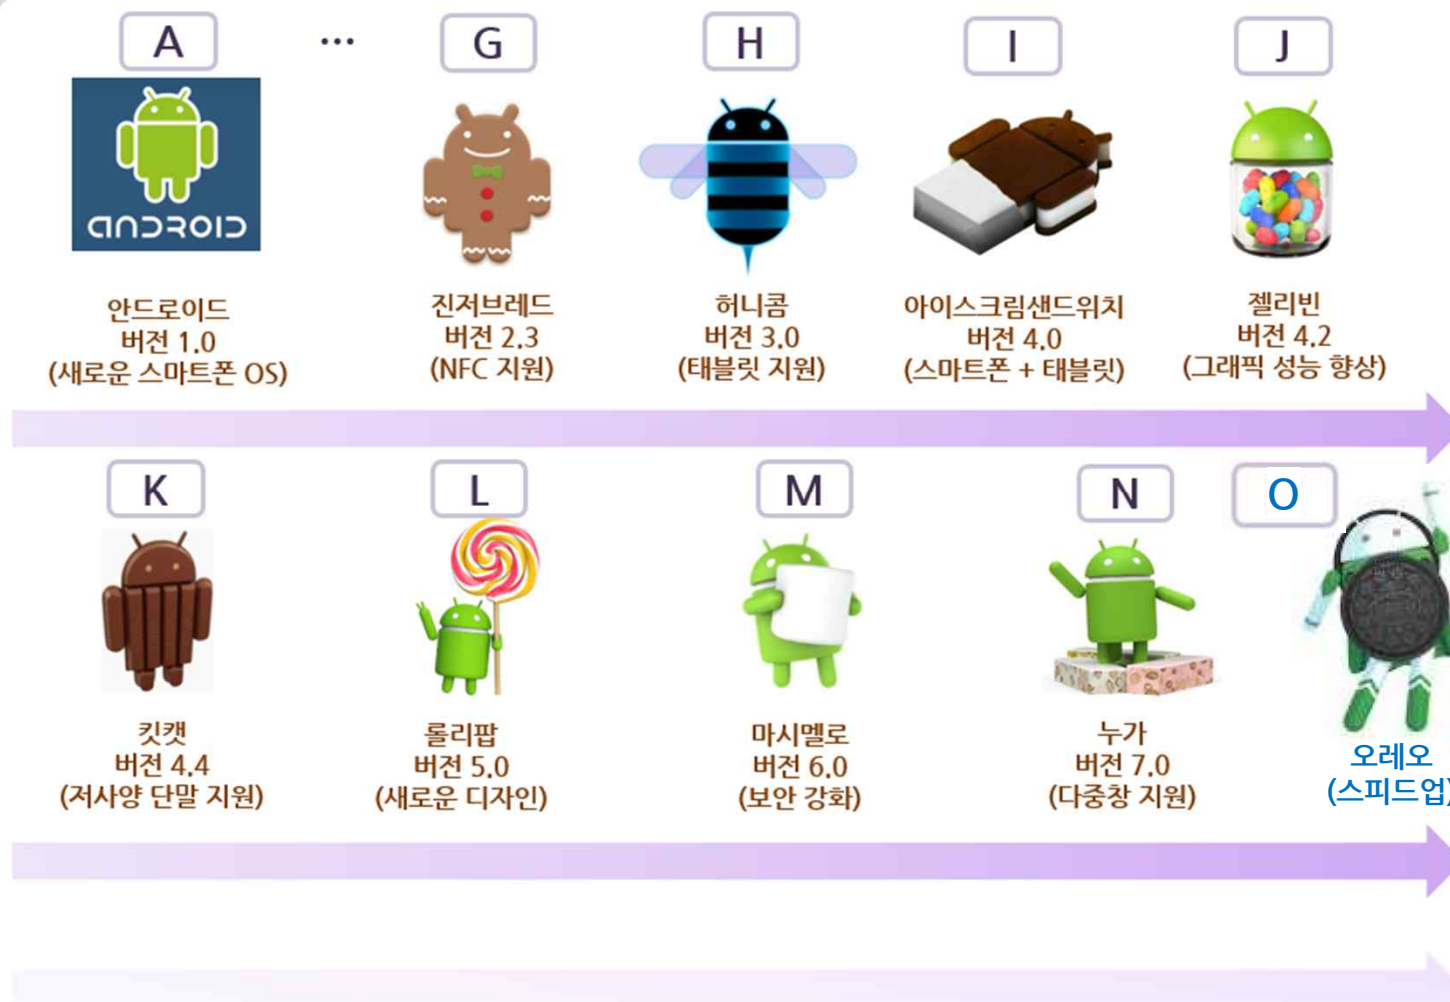 A
...
G
H
I
J
ANDROID
안드로이드
버전 1.0
(새로운 스마트폰 OS)
진저브레드
버전 2.3
(NFC 지원)
허니콤
버전 3.0
(태블릿 지원)
아이스크림샌드위치
버전 4.0
(스마트폰 + 태블릿)
젤리빈
버전 4.2
(그래픽 성능 향상)
K
L
M
N
O
킷캣
버전 4.4
(저사양 단말 지원)
롤리팝
버전 5.0
(새로운 디자인)
마시멜로
버전 6.0
(보안 강화)
누가
버전 7.0
(다중창 지원)
오레오
(스피드업)